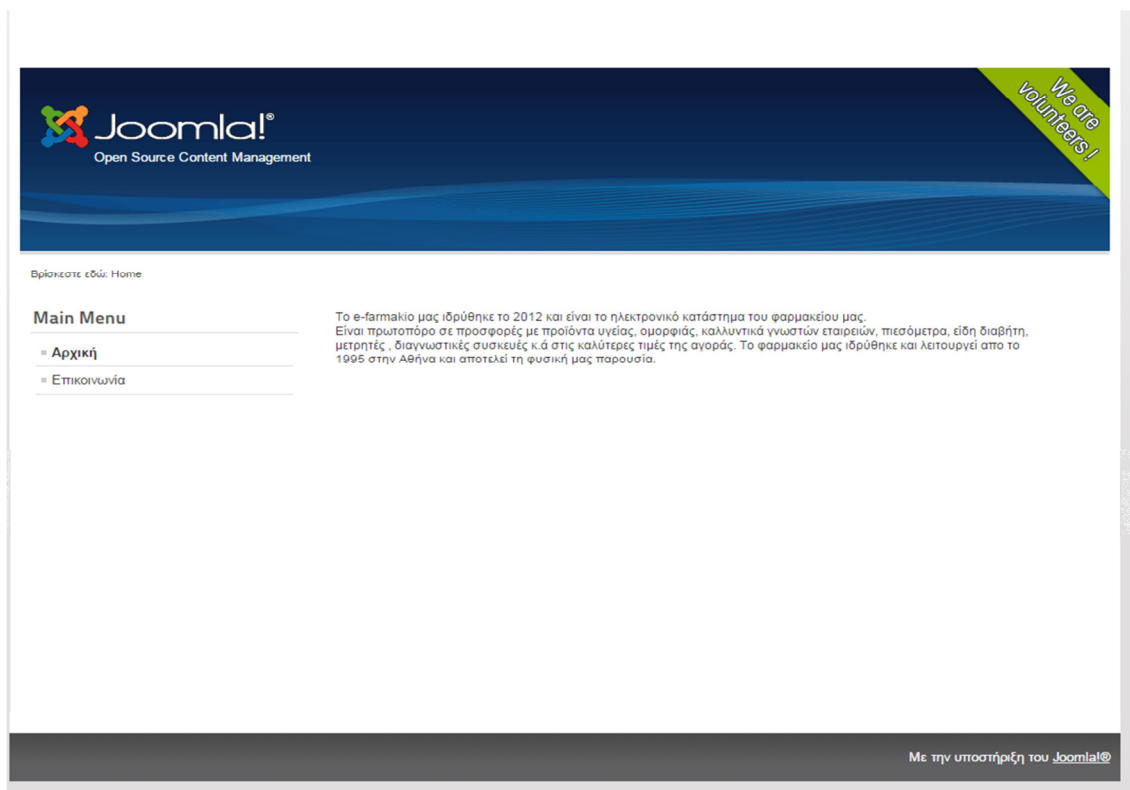 Joomla!®
Open Source Content Management
We are
volunteers!
Βρίσκεστε εδώ: Home
Main Menu
Αρχική
Επικοινωνία
Το e-farmakio μας ιδρύθηκε το 2012 και είναι το ηλεκτρονικό κατάστημα του φαρμακείου μας.
Είναι πρωτοπόρο σε προσφορές με προϊόντα υγείας, ομορφιάς, καλλυντικά γνωστών εταιρειών, πιεσόμετρα, είδη διαβήτη,
μετρητές , διαγνωστικές συσκευές κ.ά στις καλύτερες τιμές της αγοράς. Το φαρμακείο μας ιδρύθηκε και λειτουργεί απο το
1995 στην Αθήνα και αποτελεί τη φυσική μας παρουσία.
Με την υποστήριξη του Joomla!®